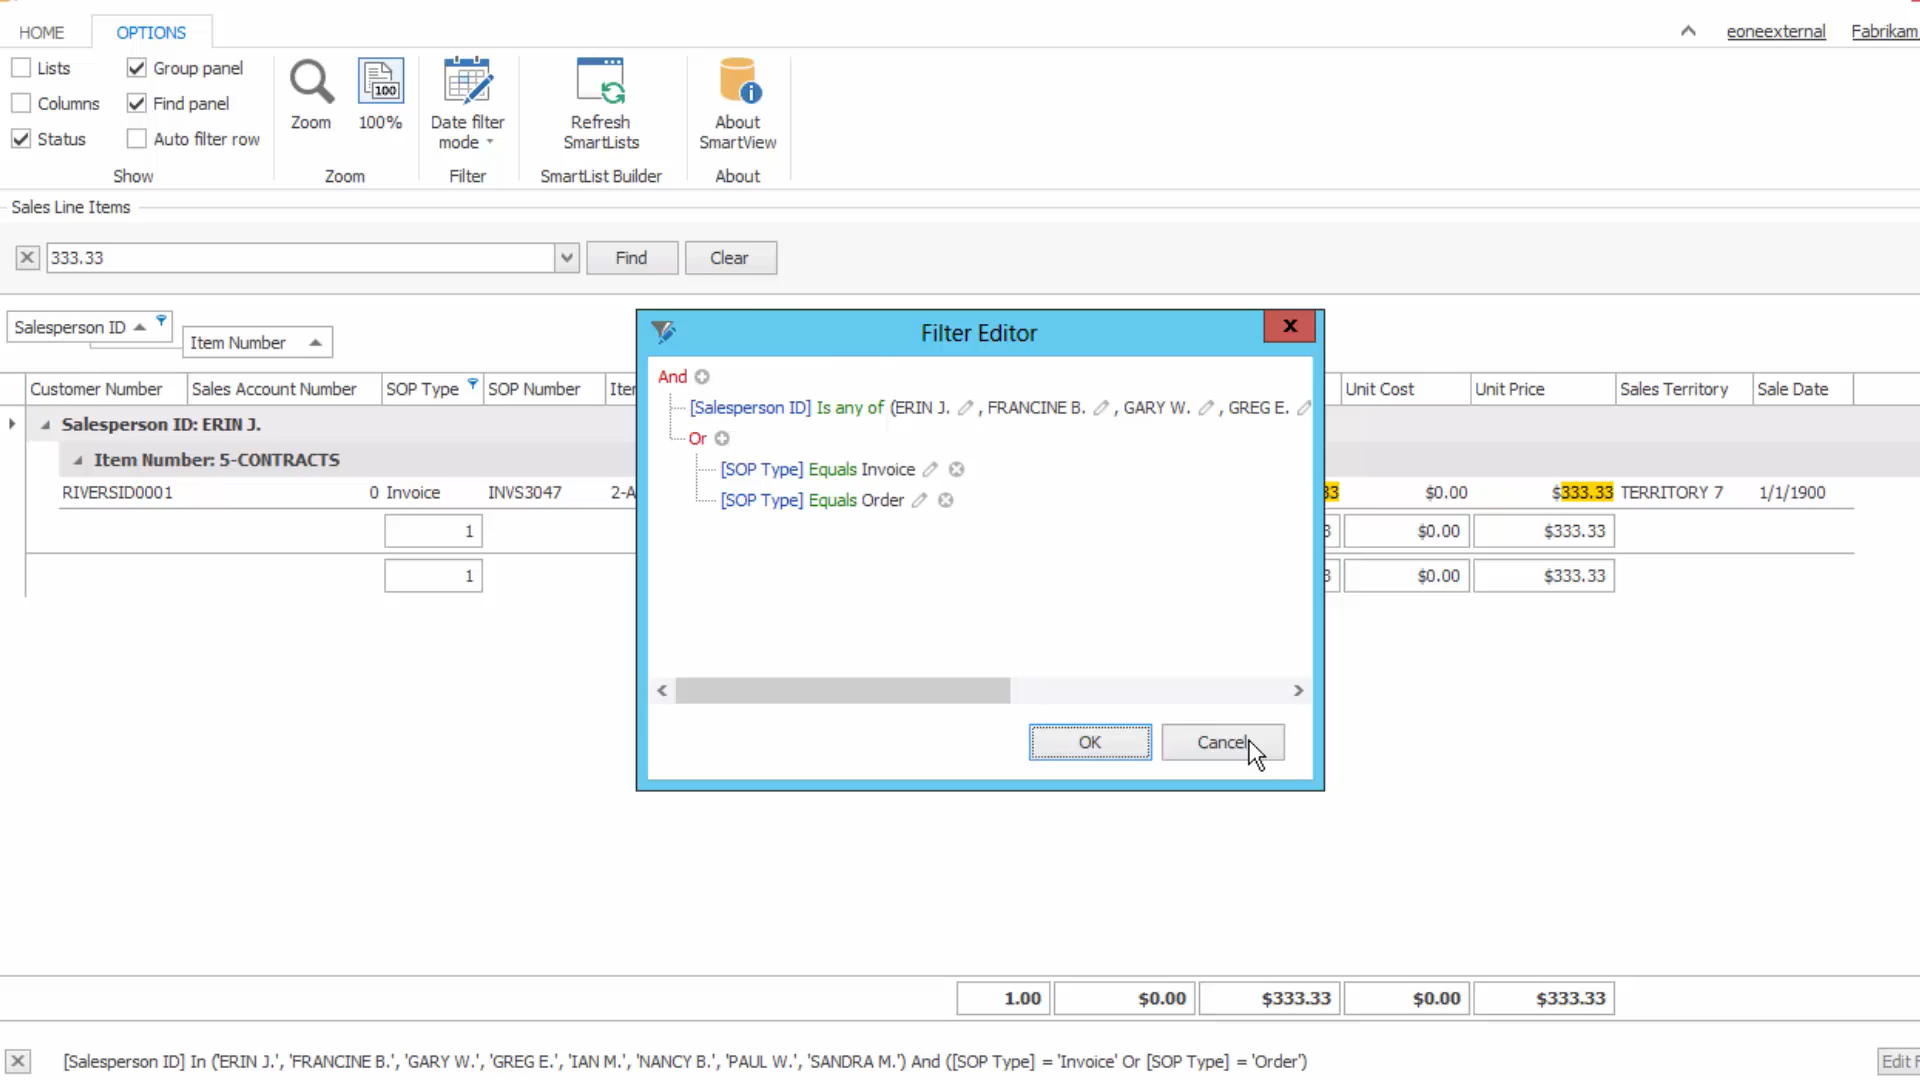 HOME OPTIONS eoneexternal Fabrikam
Lists Group panel
Columns Find panel
Status Auto filter row
Show
Zoom 100%
100
Zoom
Date filter mode
Filter
Refresh SmartLists
SmartList Builder
About SmartView
About
Sales Line Items
333.33 Find Clear
Salesperson ID
Item Number
Customer Number Sales Account Number SOP Type SOP Number Iter Unit Cost Unit Price Sales Territory Sale Date
Salesperson ID: ERIN J.
Item Number: 5-CONTRACTS
RIVERSID0001 0 Invoice INVS3047 2-A 33 $0.00 $333.33 TERRITORY 7 1/1/1900
1 3 $0.00 $333.33
1 3 $0.00 $333.33
Filter Editor
And
[Salesperson ID] Is any of (ERIN J. , FRANCINE B. , GARY W. , GREG E.
Or
[SOP Type] Equals Invoice
[SOP Type] Equals Order
OK Cancel
1.00 $0.00 $333.33 $0.00 $333.33
[Salesperson ID] In ('ERIN J.', 'FRANCINE B.', 'GARY W.', 'GREG E.', 'IAN M.', 'NANCY B.', 'PAUL W.', 'SANDRA M.') And ([SOP Type] = 'Invoice' Or [SOP Type] = 'Order')
Edit F